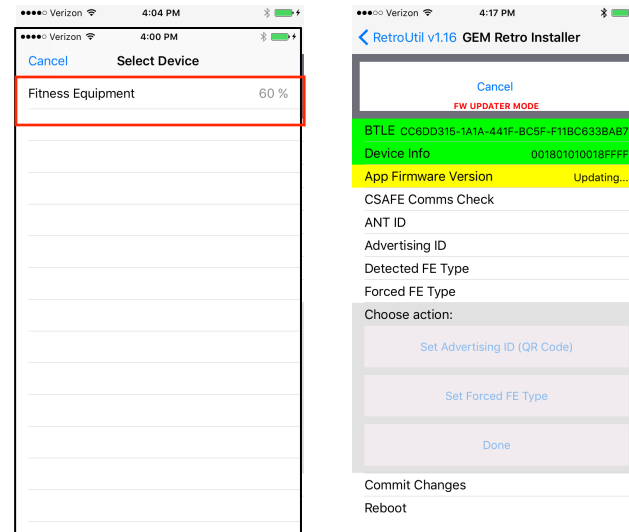 Verizon 4:04 PM
Verizon 4:00 PM
Cancel Select Device
Fitness Equipment 60 %
Verizon 4:17 PM
RetroUtil v1.16 GEM Retro Installer
Cancel
FW UPDATER MODE
BTLE CC6DD315-1A1A-441F-BC5F-F11BC633BAB7
Device Info 001801010018FFFF
App Firmware Version Updating...
CSAFE Comms Check
ANT ID
Advertising ID
Detected FE Type
Forced FE Type
Choose action:
Set Advertising ID (QR Code)
Set Forced FE Type
Done
Commit Changes
Reboot